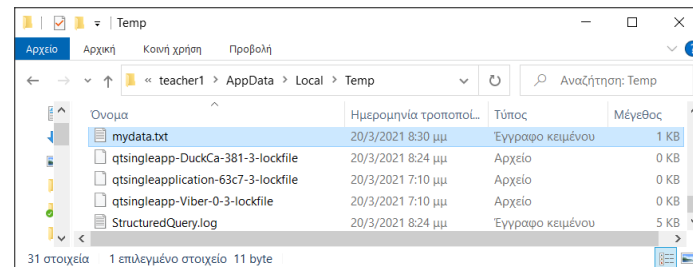 Temp
Αρχείο Αρχική Κοινή χρήση Προβολή
« teacher1 > AppData > Local > Temp Αναζήτηση: Temp
Όνομα Ημερομηνία τροποποί... Τύπος Μέγεθος
mydata.txt 20/3/2021 8:30 μμ Έγγραφο κειμένου 1 KB
qtsingleapp-DuckCa-381-3-lockfile 20/3/2021 8:24 μμ Αρχείο 0 KB
qtsingleapplication-63c7-3-lockfile 20/3/2021 7:10 μμ Αρχείο 0 KB
qtsingleapp-Viber-0-3-lockfile 20/3/2021 7:10 μμ Αρχείο 0 KB
StructuredQuery.log 20/3/2021 8:24 μμ Έγγραφο κειμένου 5 KB
31 στοιχεία 1 επιλεγμένο στοιχείο 11 byte